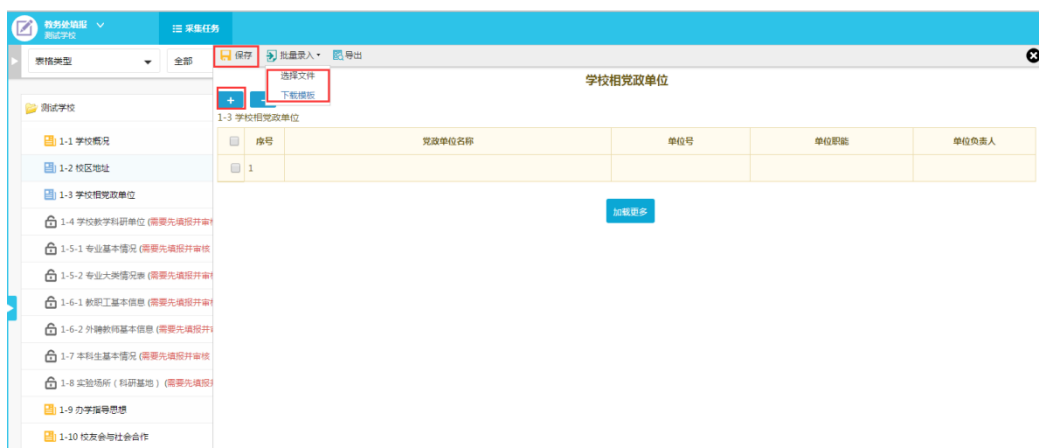 教务处填报
测试学校
采集任务
表格类型
全部
保存
批量录入
导出
选择文件
下载模板
学校相党政单位
+
-
1-3 学校相党政单位
序号
党政单位名称
单位号
单位职能
单位负责人
1
加载更多
测试学校
1-1 学校概况
1-2 校区地址
1-3 学校相党政单位
1-4 学校教学科研单位 (需要先填报并审
1-5-1 专业基本情况 (需要先填报并审核
1-5-2 专业大类情况表 (需要先填报并审
1-6-1 教职工基本信息 (需要先填报并审
1-6-2 外聘教师基本信息 (需要先填报并
1-7 本科生基本情况 (需要先填报并审核
1-8 实验场所（科研基地） (需要先填报
1-9 办学指导思想
1-10 校友会与社会合作